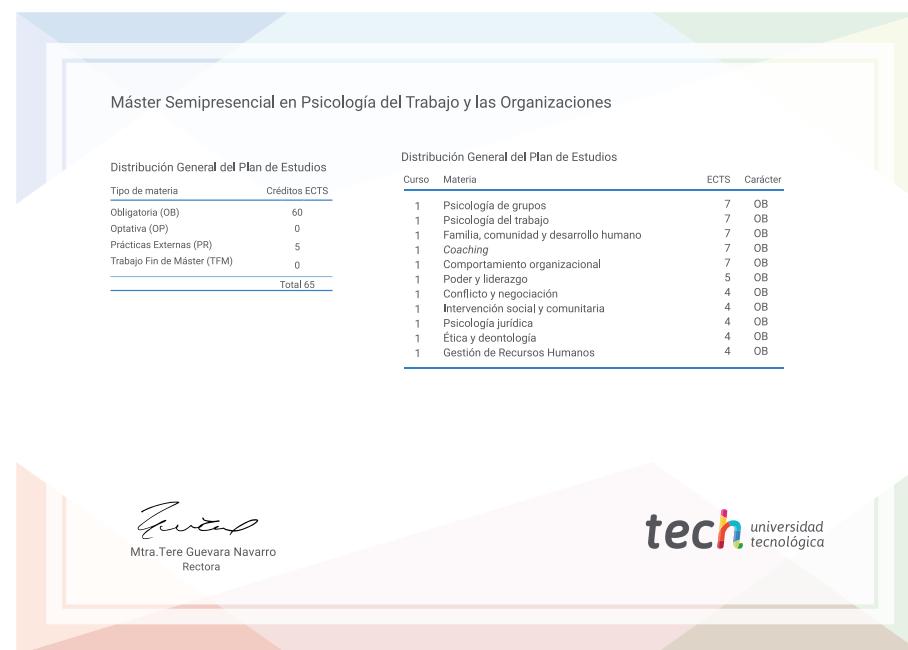 Máster Semipresencial en Psicología del Trabajo y las Organizaciones
Distribución General del Plan de Estudios
Tipo de materia Créditos ECTS
Obligatoria (OB) 60
Optativa (OP) 0
Prácticas Externas (PR) 5
Trabajo Fin de Máster (TFM) 0
Total 65
Distribución General del Plan de Estudios
Curso Materia ECTS Carácter
1 Psicología de grupos 7 OB
1 Psicología del trabajo 7 OB
1 Familia, comunidad y desarrollo humano 7 OB
1 Coaching 7 OB
1 Comportamiento organizacional 7 OB
1 Poder y liderazgo 5 OB
1 Conflicto y negociación 4 OB
1 Intervención social y comunitaria 4 OB
1 Psicología jurídica 4 OB
1 Ética y deontología 4 OB
1 Gestión de Recursos Humanos 4 OB
Mtra.Tere Guevara Navarro
Rectora
tech universidad
tecnológica